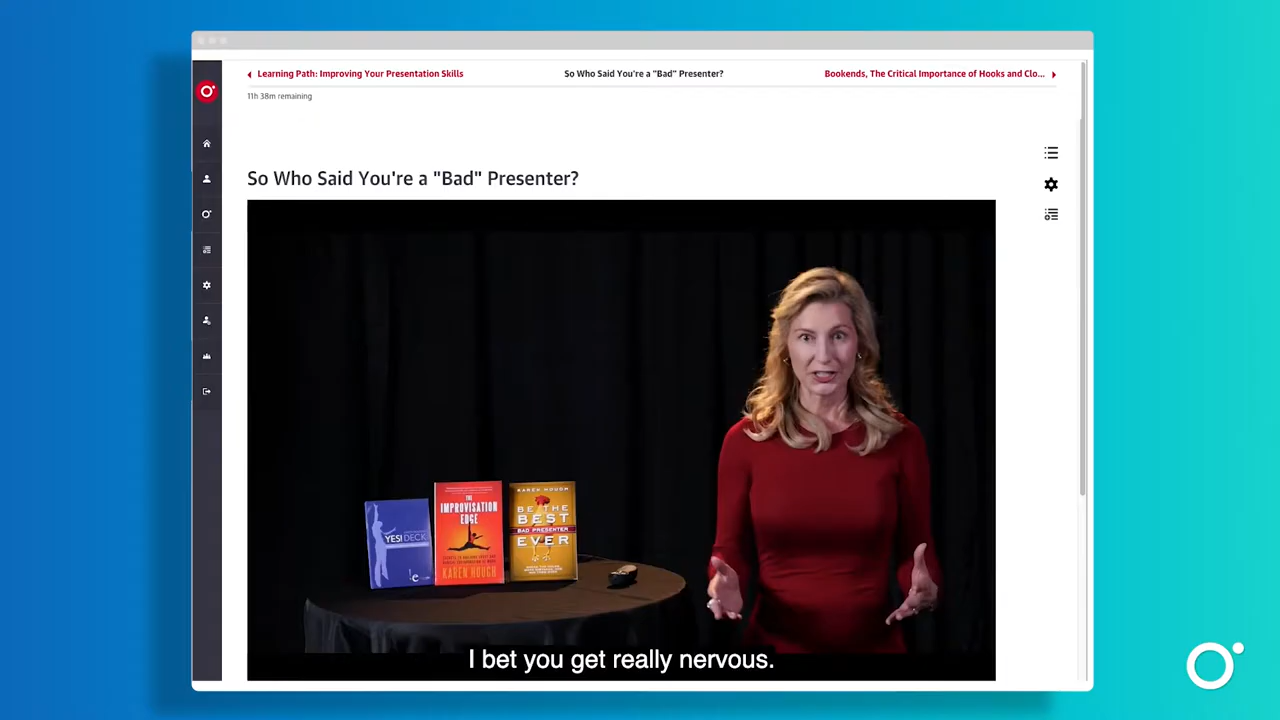 Learning Path: Improving Your Presentation Skills
So Who Said You're a "Bad" Presenter?
Bookends, The Critical Importance of Hooks and Clo...
11h 38m remaining
So Who Said You're a "Bad" Presenter?
YES! DECK
THE
IMPROVISATION
EDGE
KAREN HOUGH
KAREN HOUGH
BE THE
BEST
BAD PRESENTER
EVER
I bet you get really nervous.